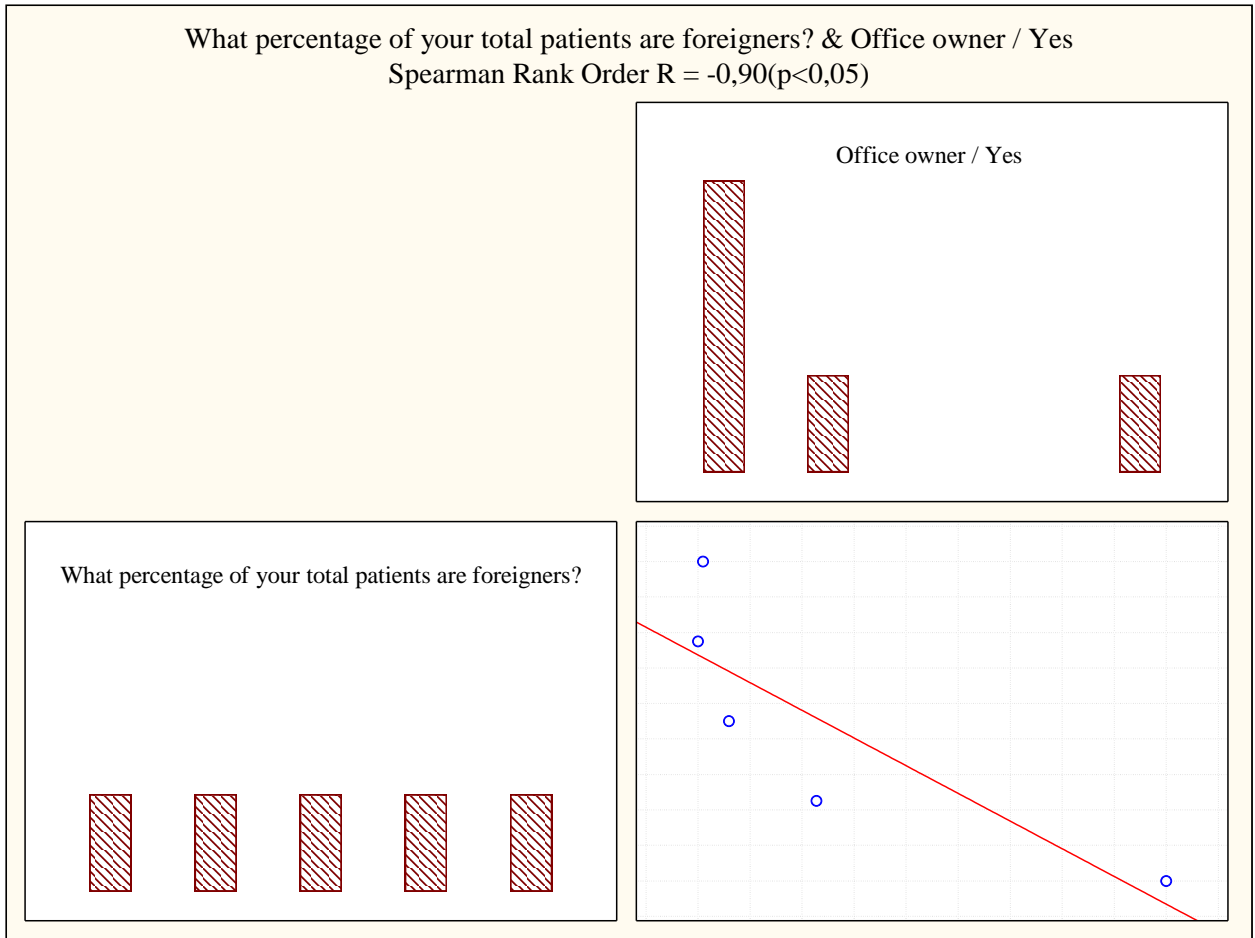 What percentage of your total patients are foreigners? & Office owner / Yes
Spearman Rank Order R = -0,90(p<0,05)
Office owner / Yes
What percentage of your total patients are foreigners?